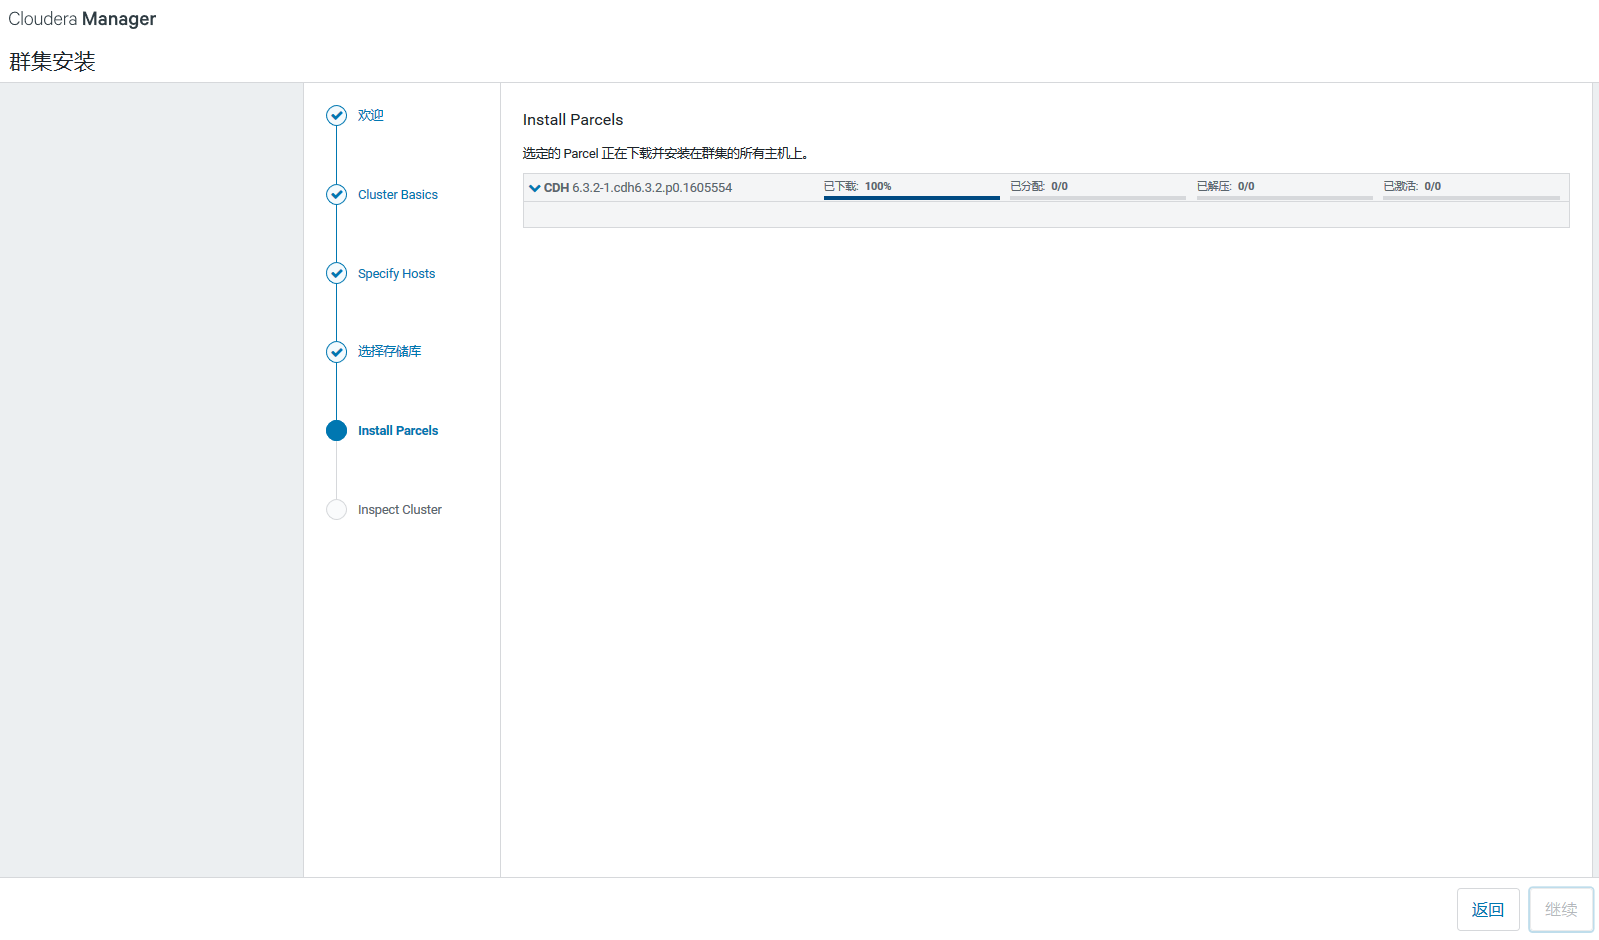 Cloudera Manager
群集安装
欢迎
Cluster Basics
Specify Hosts
选择存储库
Install Parcels
Inspect Cluster
Install Parcels
选定的 Parcel 正在下载并安装在群集的所有主机上。
CDH 6.3.2-1.cdh6.3.2.p0.1605554 已下载: 100% 已分配: 0/0 已解压: 0/0 已激活: 0/0
返回 继续